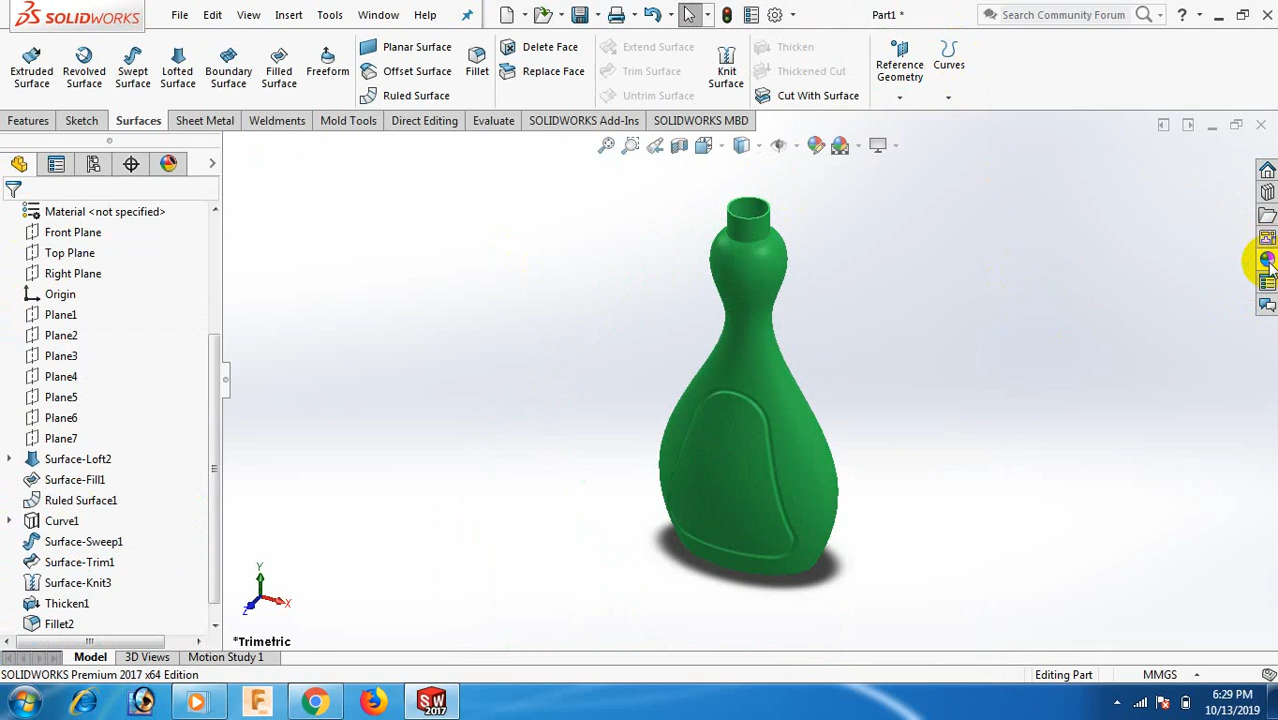 SOLIDWORKS
File Edit View Insert Tools Window Help
Part1 *
Search Community Forum
?
Extruded Surface
Revolved Surface
Swept Surface
Lofted Surface
Boundary Surface
Filled Surface
Freeform
Planar Surface
Offset Surface
Ruled Surface
Fillet
Delete Face
Replace Face
Extend Surface
Trim Surface
Untrim Surface
Knit Surface
Thicken
Thickened Cut
Cut With Surface
Reference Geometry
Curves
Features Sketch Surfaces Sheet Metal Weldments Mold Tools Direct Editing Evaluate SOLIDWORKS Add-Ins SOLIDWORKS MBD
Material <not specified>
Front Plane
Top Plane
Right Plane
Origin
Plane1
Plane2
Plane3
Plane4
Plane5
Plane6
Plane7
Surface-Loft2
Surface-Fill1
Ruled Surface1
Curve1
Surface-Sweep1
Surface-Trim1
Surface-Knit3
Thicken1
Fillet2
Y
X
Z
*Trimetric
Model 3D Views Motion Study 1
SOLIDWORKS Premium 2017 x64 Edition
Editing Part
MMGS
SW
2017
6:29 PM
10/13/2019